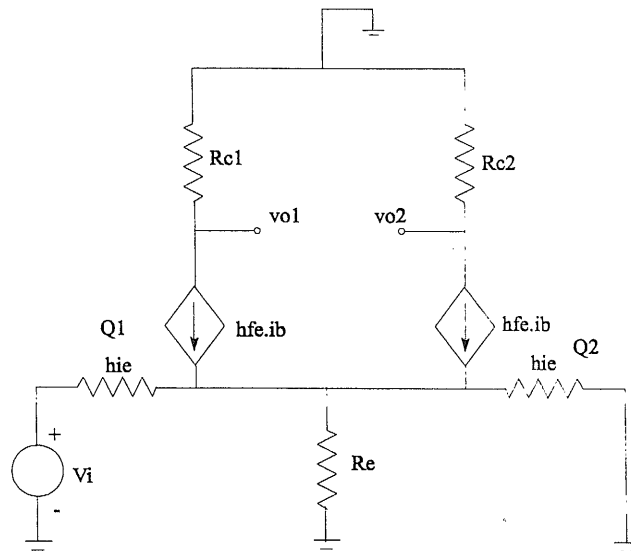 Rc1
Rc2
vo1
vo2
Q1
hfe.ib
hfe.ib
Q2
hie
hie
+
Vi
-
Re